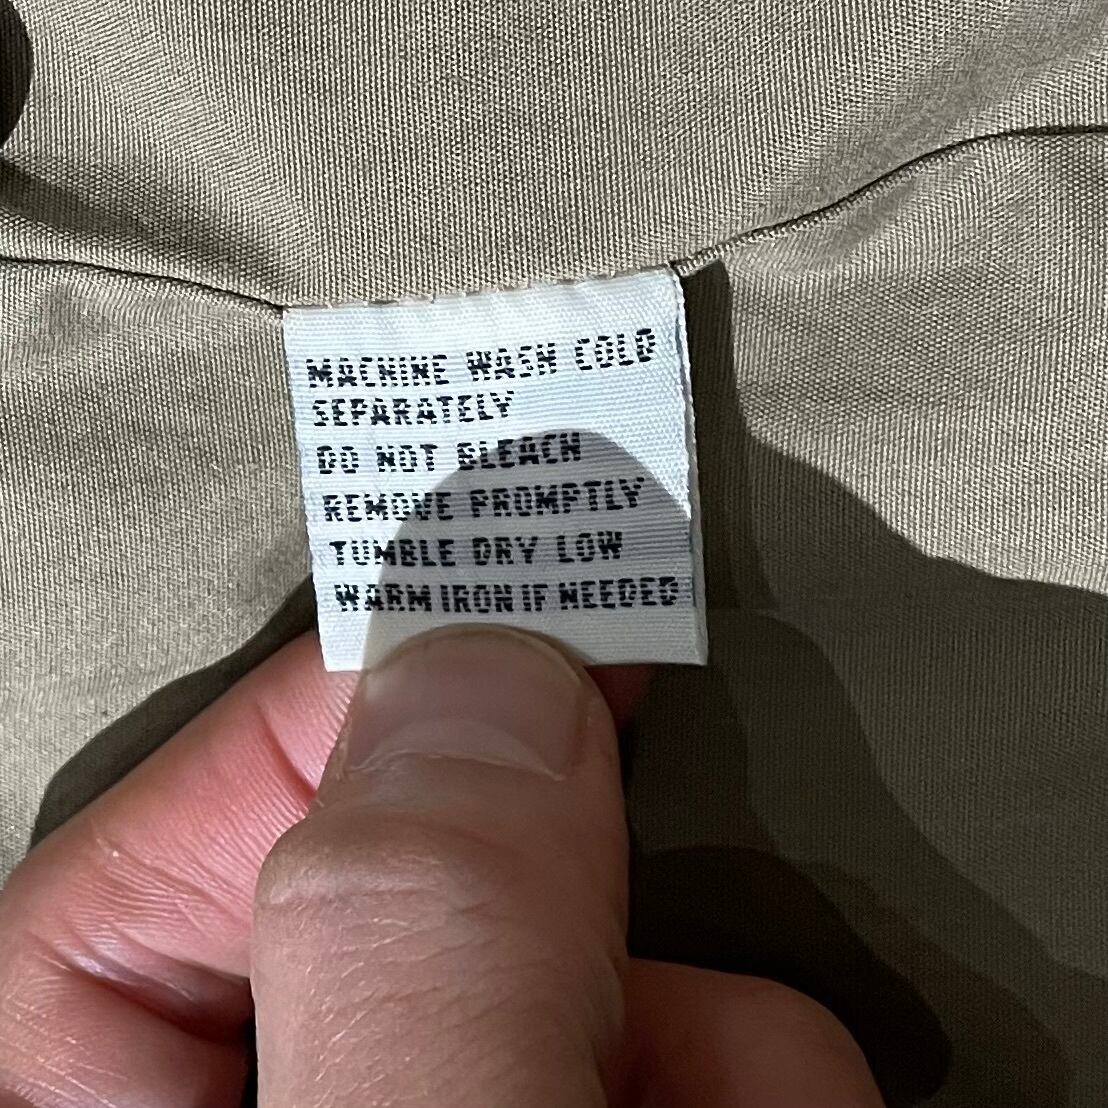 MACHINE WASH COLD
SEPARATELY
DO NOT BLEACH
REMOVE PROMPTLY
TUMBLE DRY LOW
WARM IRON IF NEEDED